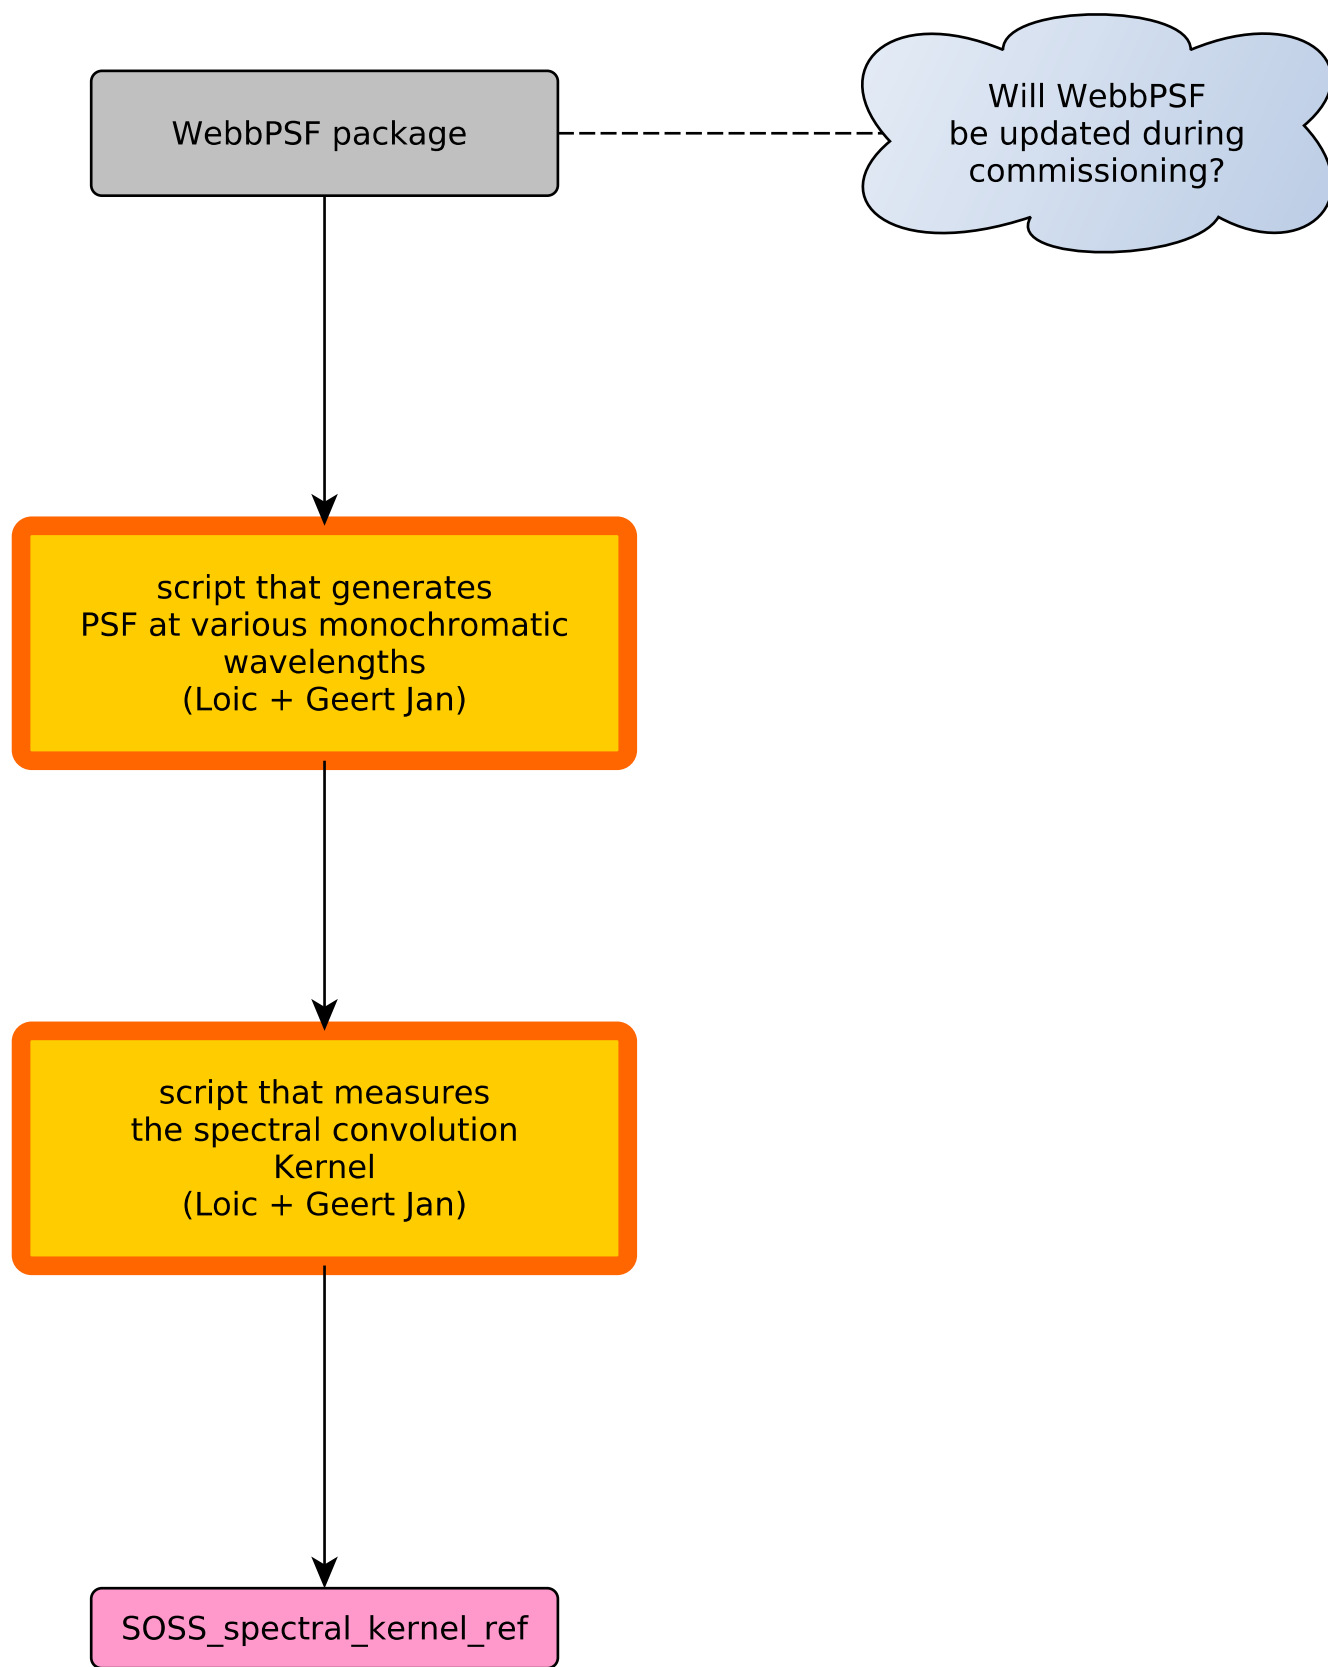 WebbPSF package
Will WebbPSF
be updated during
commissioning?
script that generates
PSF at various monochromatic
wavelengths
(Loic + Geert Jan)
script that measures
the spectral convolution
Kernel
(Loic + Geert Jan)
SOSS_spectral_kernel_ref